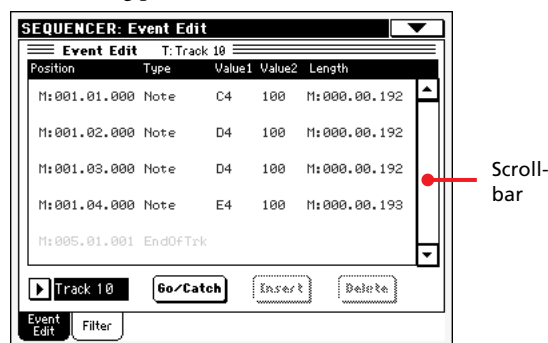 SEQUENCER: Event Edit
Event Edit T:Track 10
Position Type Value1 Value2 Length
M:001.01.000 Note C4 100 M:000.00.192
M:001.02.000 Note D4 100 M:000.00.192
M:001.03.000 Note D4 100 M:000.00.192
Scroll-
bar
M:001.04.000 Note E4 100 M:000.00.193
M:005.01.001 EndOfTrk
Track 10 Go/Catch Insert Delete
Event
Edit
Filter